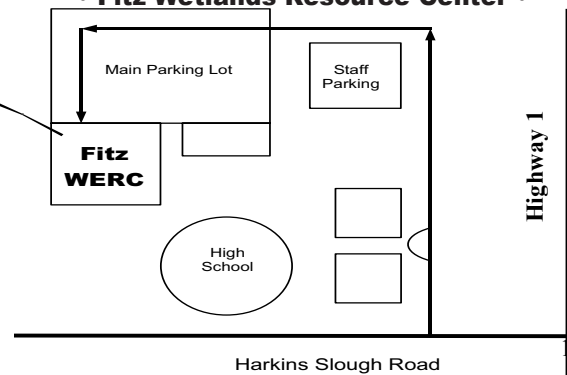 Fitz Wetlands Resource Center
Main Parking Lot
Staff
Parking
Fitz
WERC
Highway 1
High
School
Harkins Slough Road